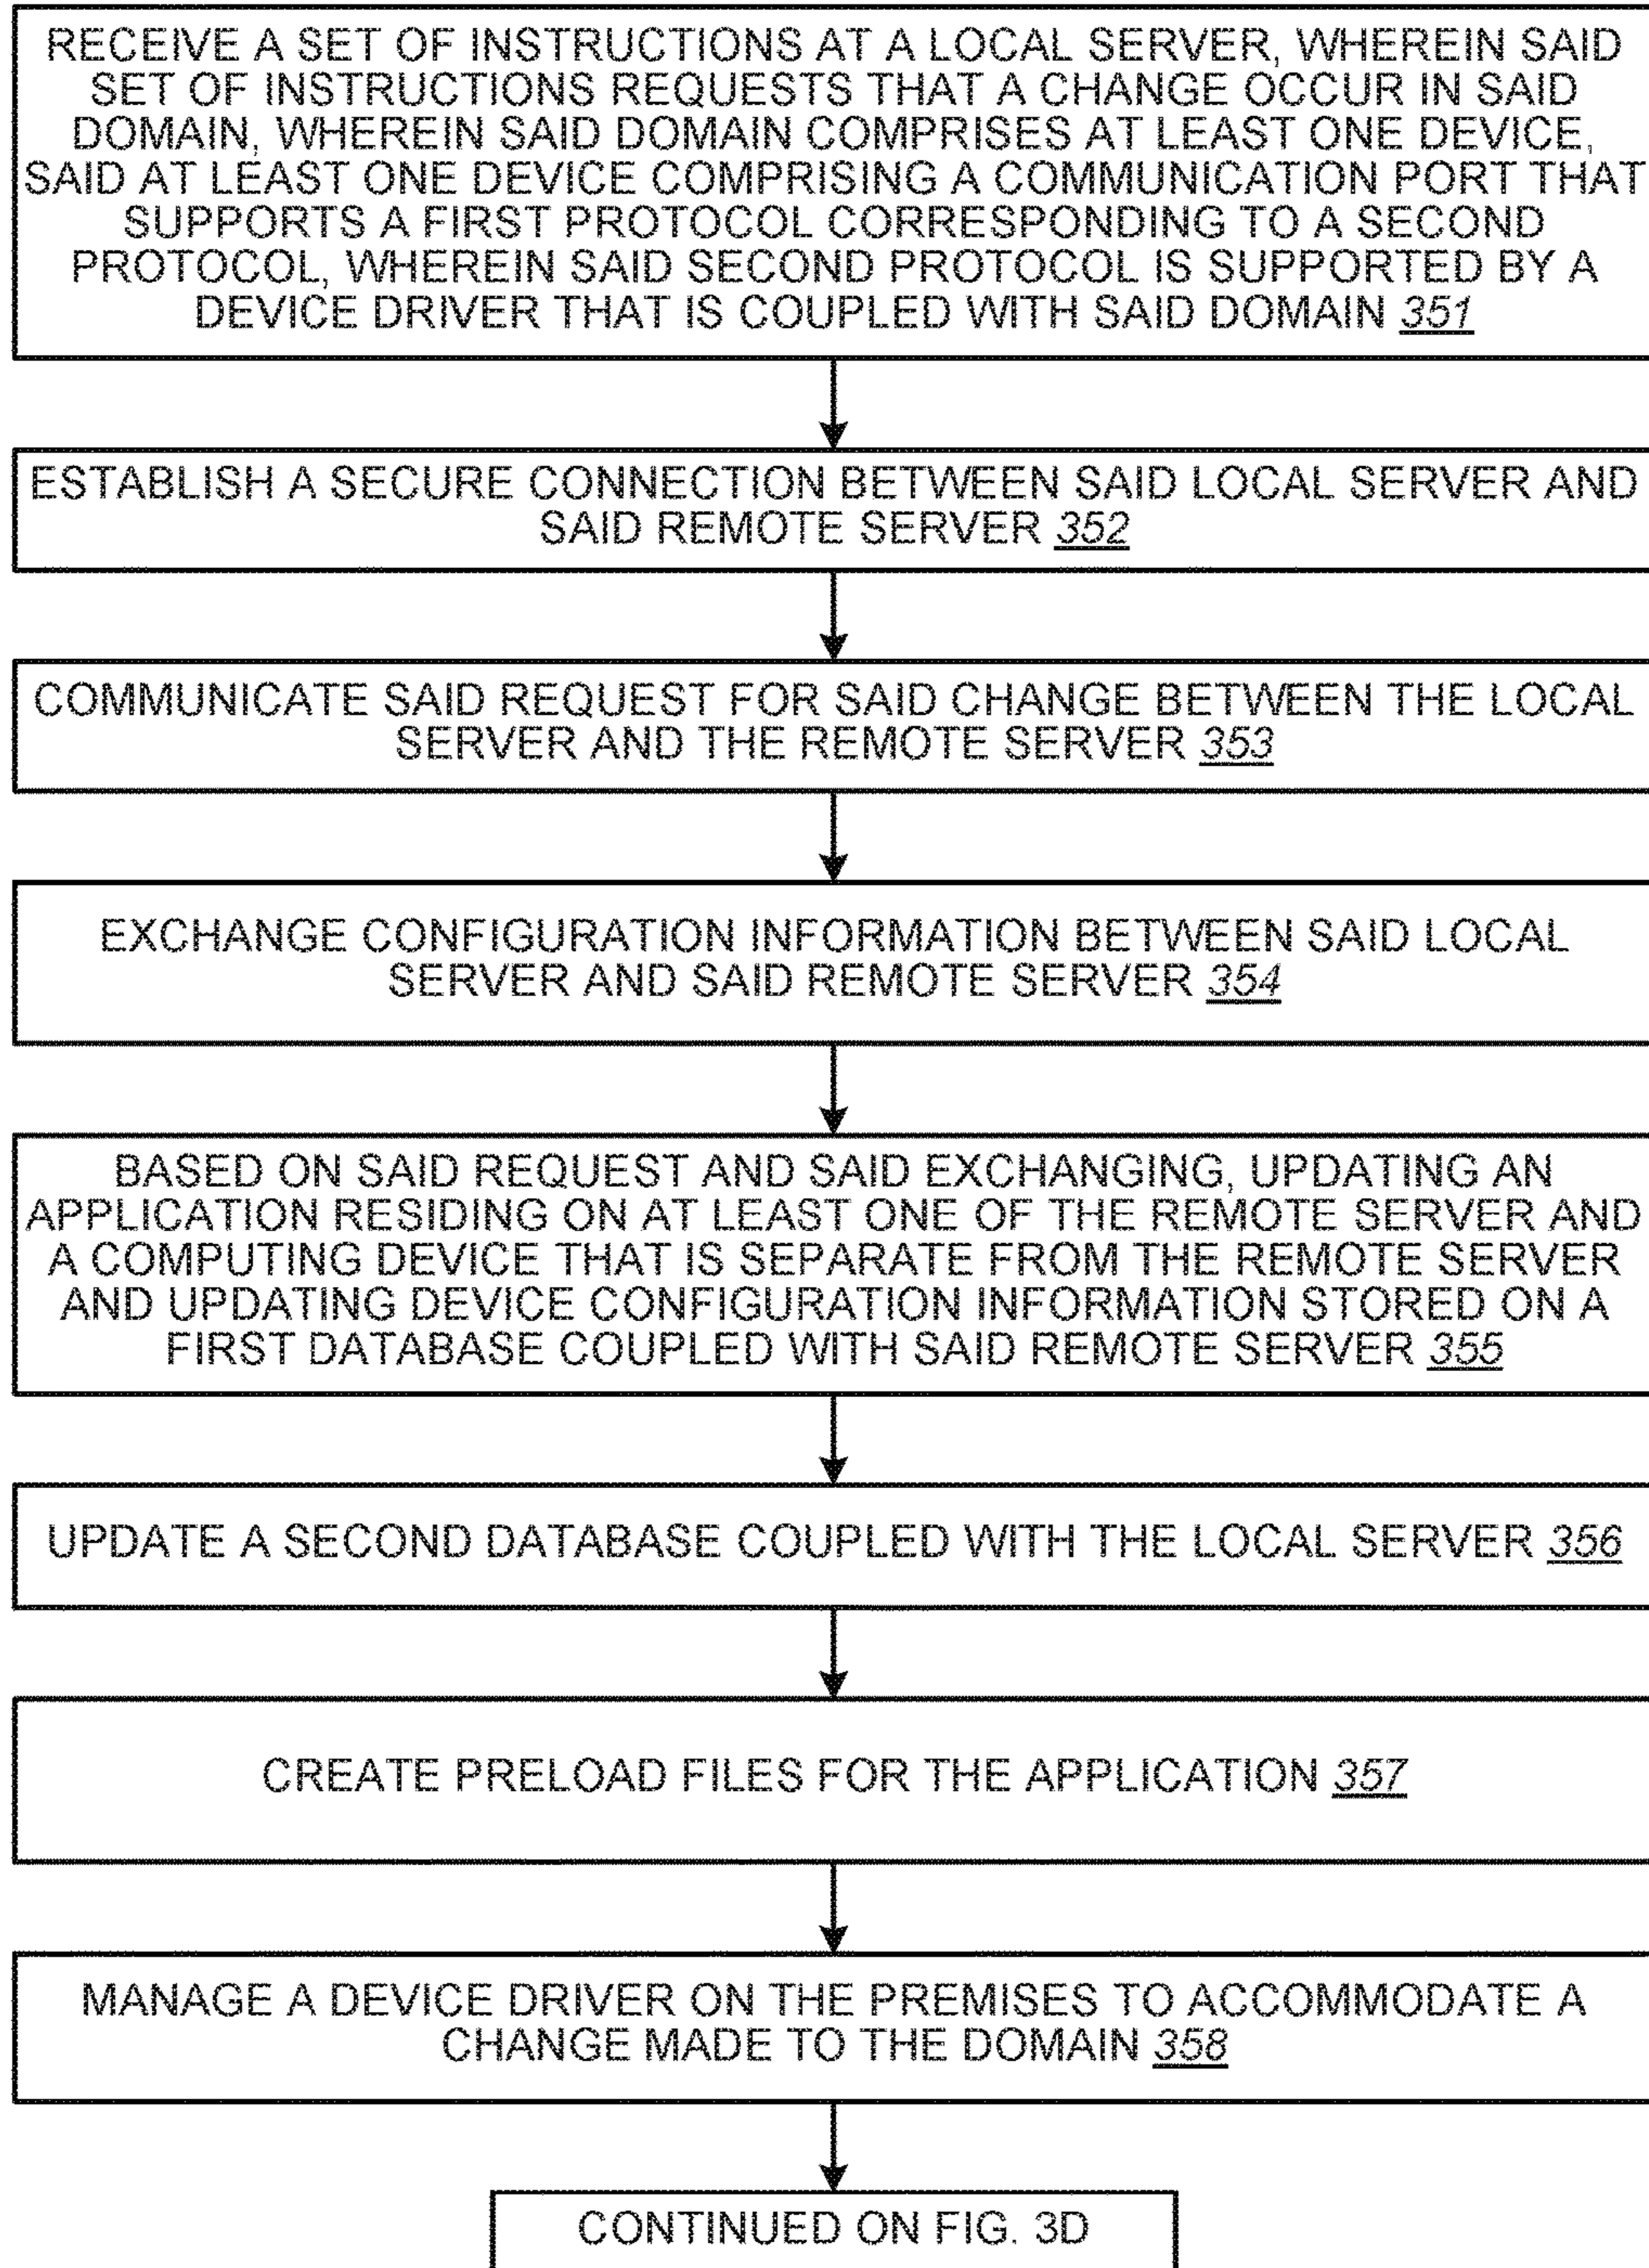 RECEIVE A SET OF INSTRUCTIONS AT A LOCAL SERVER, WHEREIN SAID
SET OF INSTRUCTIONS REQUESTS THAT A CHANGE OCCUR IN SAID
DOMAIN, WHEREIN SAID DOMAIN COMPRISES AT LEAST ONE DEVICE,
SAID AT LEAST ONE DEVICE COMPRISING A COMMUNICATION PORT THAT
SUPPORTS A FIRST PROTOCOL CORRESPONDING TO A SECOND
PROTOCOL, WHEREIN SAID SECOND PROTOCOL IS SUPPORTED BY A
DEVICE DRIVER THAT IS COUPLED WITH SAID DOMAIN 351
ESTABLISH A SECURE CONNECTION BETWEEN SAID LOCAL SERVER AND
SAID REMOTE SERVER 352
COMMUNICATE SAID REQUEST FOR SAID CHANGE BETWEEN THE LOCAL
SERVER AND THE REMOTE SERVER 353
EXCHANGE CONFIGURATION INFORMATION BETWEEN SAID LOCAL
SERVER AND SAID REMOTE SERVER 354
BASED ON SAID REQUEST AND SAID EXCHANGING, UPDATING AN
APPLICATION RESIDING ON AT LEAST ONE OF THE REMOTE SERVER AND
A COMPUTING DEVICE THAT IS SEPARATE FROM THE REMOTE SERVER
AND UPDATING DEVICE CONFIGURATION INFORMATION STORED ON A
FIRST DATABASE COUPLED WITH SAID REMOTE SERVER 355
UPDATE A SECOND DATABASE COUPLED WITH THE LOCAL SERVER 356
CREATE PRELOAD FILES FOR THE APPLICATION 357
MANAGE A DEVICE DRIVER ON THE PREMISES TO ACCOMMODATE A
CHANGE MADE TO THE DOMAIN 358
CONTINUED ON FIG. 3D